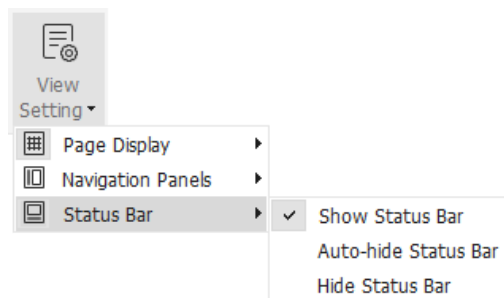 View
Setting
Page Display
Navigation Panels
Status Bar
Show Status Bar
Auto-hide Status Bar
Hide Status Bar